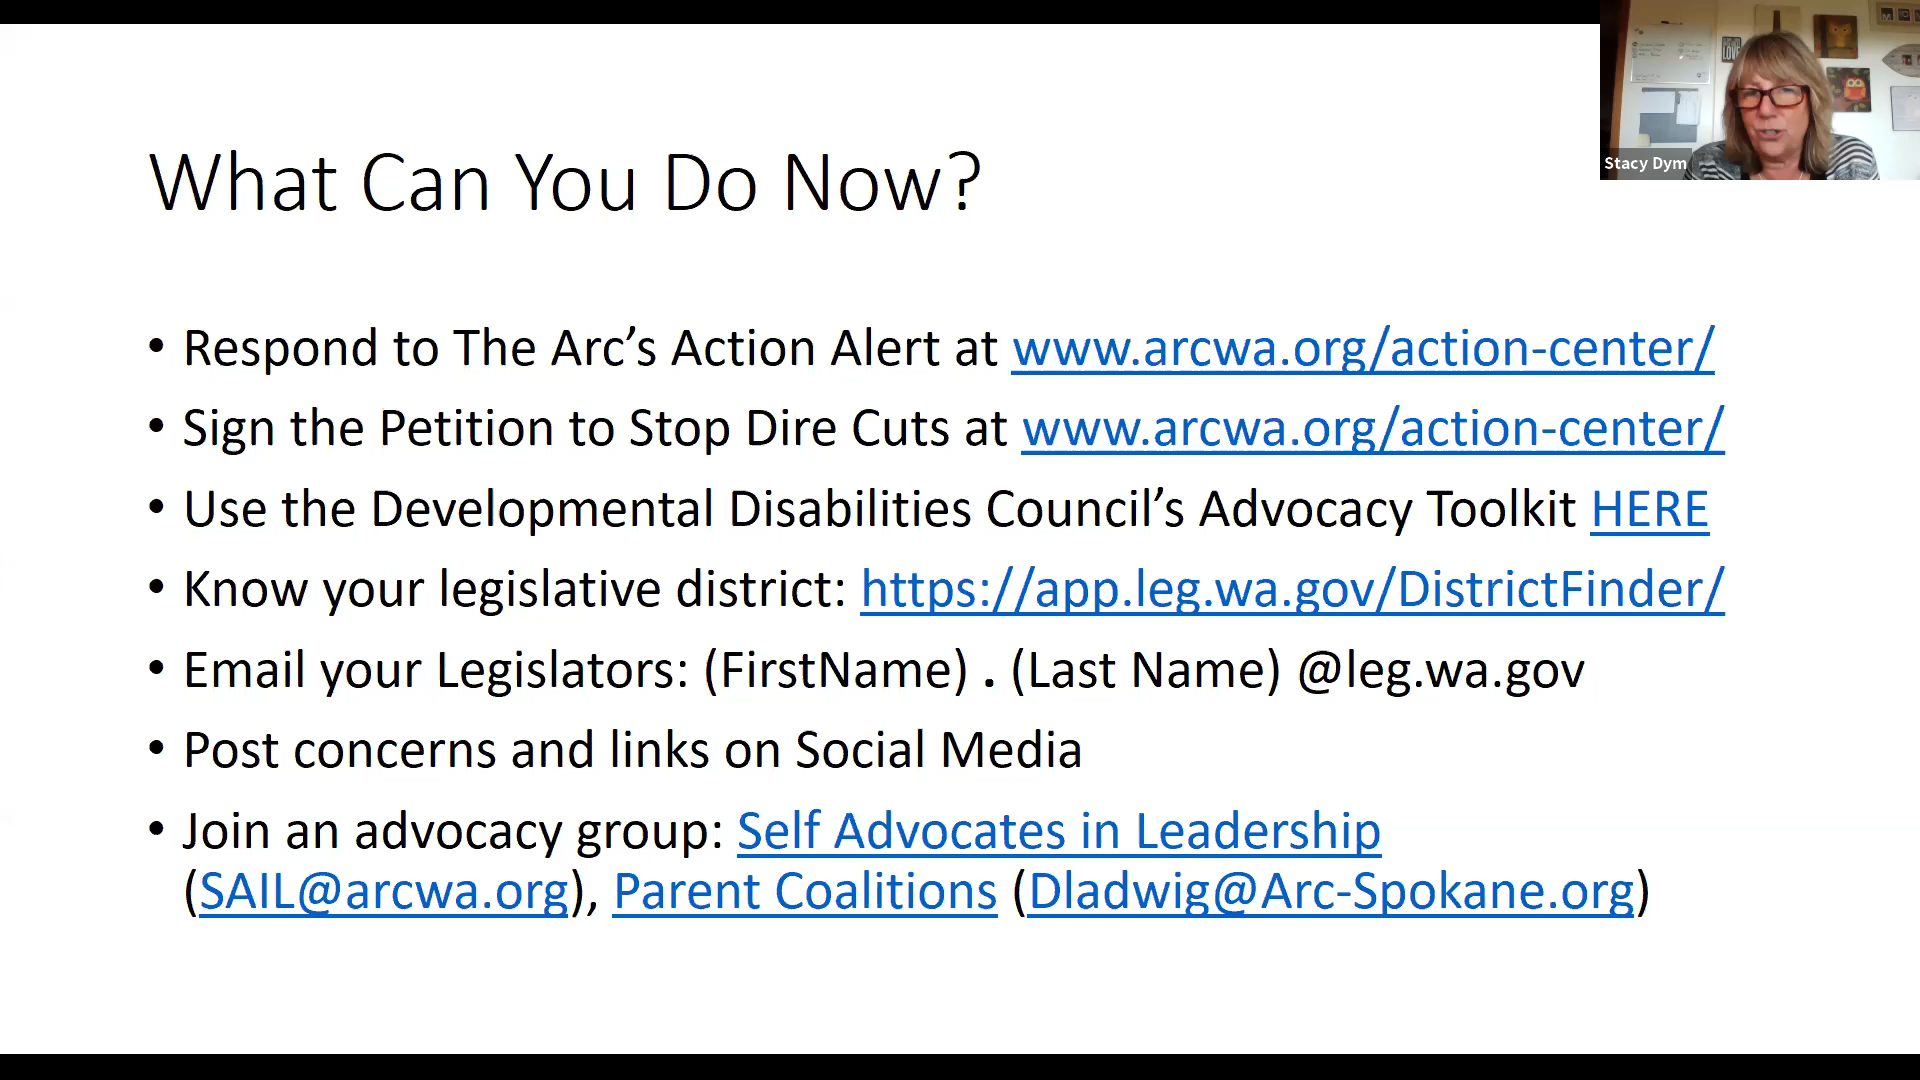 What Can You Do Now?
• Respond to The Arc’s Action Alert at www.arcwa.org/action-center/
• Sign the Petition to Stop Dire Cuts at www.arcwa.org/action-center/
• Use the Developmental Disabilities Council’s Advocacy Toolkit HERE
• Know your legislative district: https://app.leg.wa.gov/DistrictFinder/
• Email your Legislators: (FirstName) . (Last Name) @leg.wa.gov
• Post concerns and links on Social Media
• Join an advocacy group: Self Advocates in Leadership
(SAIL@arcwa.org), Parent Coalitions (Dladwig@Arc-Spokane.org)
LOVE
Stacy Dym